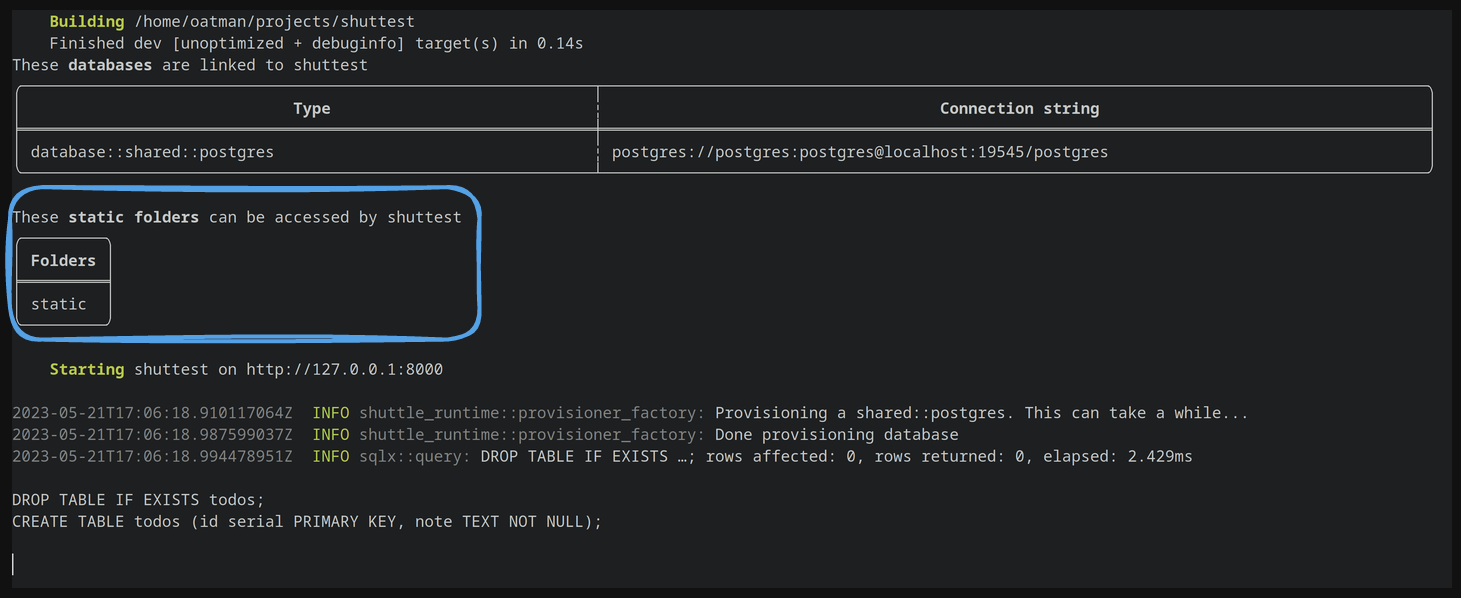 Building /home/oatman/projects/shuttest
Finished dev [unoptimized + debuginfo] target(s) in 0.14s
These databases are linked to shuttest
Type Connection string
database::shared::postgres postgres://postgres:postgres@localhost:19545/postgres
These static folders can be accessed by shuttest
Folders
static
Starting shuttest on http://127.0.0.1:8000
2023-05-21T17:06:18.910117064Z INFO shuttle_runtime::provisioner_factory: Provisioning a shared::postgres. This can take a while...
2023-05-21T17:06:18.987599037Z INFO shuttle_runtime::provisioner_factory: Done provisioning database
2023-05-21T17:06:18.994478951Z INFO sqlx::query: DROP TABLE IF EXISTS …; rows affected: 0, rows returned: 0, elapsed: 2.429ms
DROP TABLE IF EXISTS todos;
CREATE TABLE todos (id serial PRIMARY KEY, note TEXT NOT NULL);